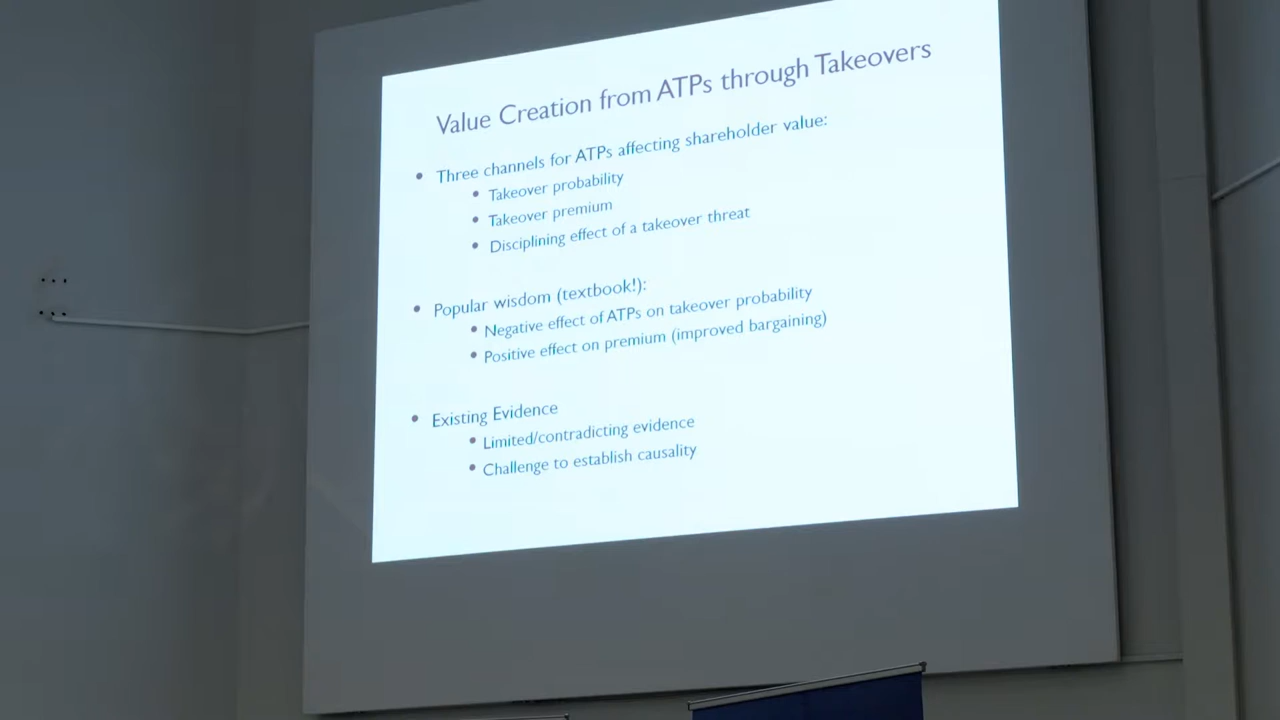 Value Creation from ATPs through Takeovers
• Three channels for ATPs affecting shareholder value:
• Takeover probability
• Takeover premium
• Disciplining effect of a takeover threat
• Popular wisdom (textbook!):
• Negative effect of ATPs on takeover probability
• Positive effect on premium (improved bargaining)
• Existing Evidence
• Limited/contradicting evidence
• Challenge to establish causality